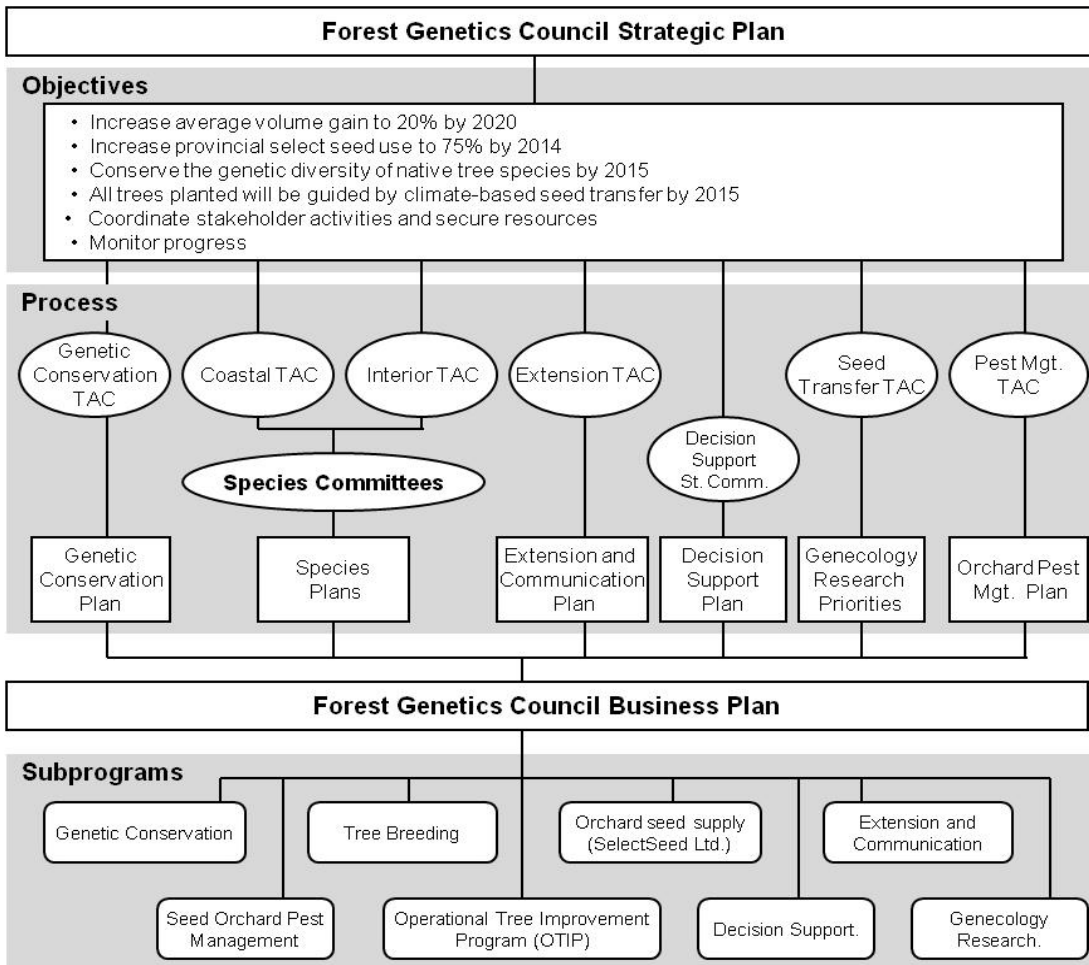 Forest Genetics Council Strategic Plan
Objectives
• Increase average volume gain to 20% by 2020
• Increase provincial select seed use to 75% by 2014
• Conserve the genetic diversity of native tree species by 2015
• All trees planted will be guided by climate-based seed transfer by 2015
• Coordinate stakeholder activities and secure resources
• Monitor progress
Process
Genetic
Conservation
TAC
Coastal TAC
Interior TAC
Extension TAC
Decision
Support
St. Comm.
Seed
Transfer TAC
Pest Mgt.
TAC
Species Committees
Genetic
Conservation
Plan
Species
Plans
Extension and
Communication
Plan
Decision
Support
Plan
Genecology
Research
Priorities
Orchard Pest
Mgt. Plan
Forest Genetics Council Business Plan
Subprograms
Genetic Conservation
Tree Breeding
Orchard seed supply
(SelectSeed Ltd.)
Extension and
Communication
Seed Orchard Pest
Management
Operational Tree Improvement
Program (OTIP)
Decision Support.
Genecology
Research.